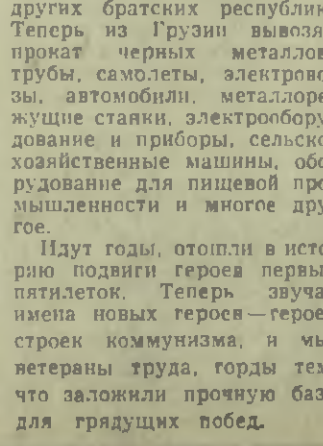 других братских республик
Теперь из Грузии вывозя
прокат черных металлов
трубы, самолеты, электрово
зы, автомобили, металлоре
жущие станки, электрообору
дование и приборы, сельско
хозяйственные машины, обо
рудование для пищевой про
мышленности и многое дру
гое.
Идут годы, отошли в исто
рию подвиги героев первы
пятилеток. Теперь звуча
имена новых героев—герое
строек коммунизма, и мы
ветераны труда, горды тем
что заложили прочную баз
для грядущих побед.